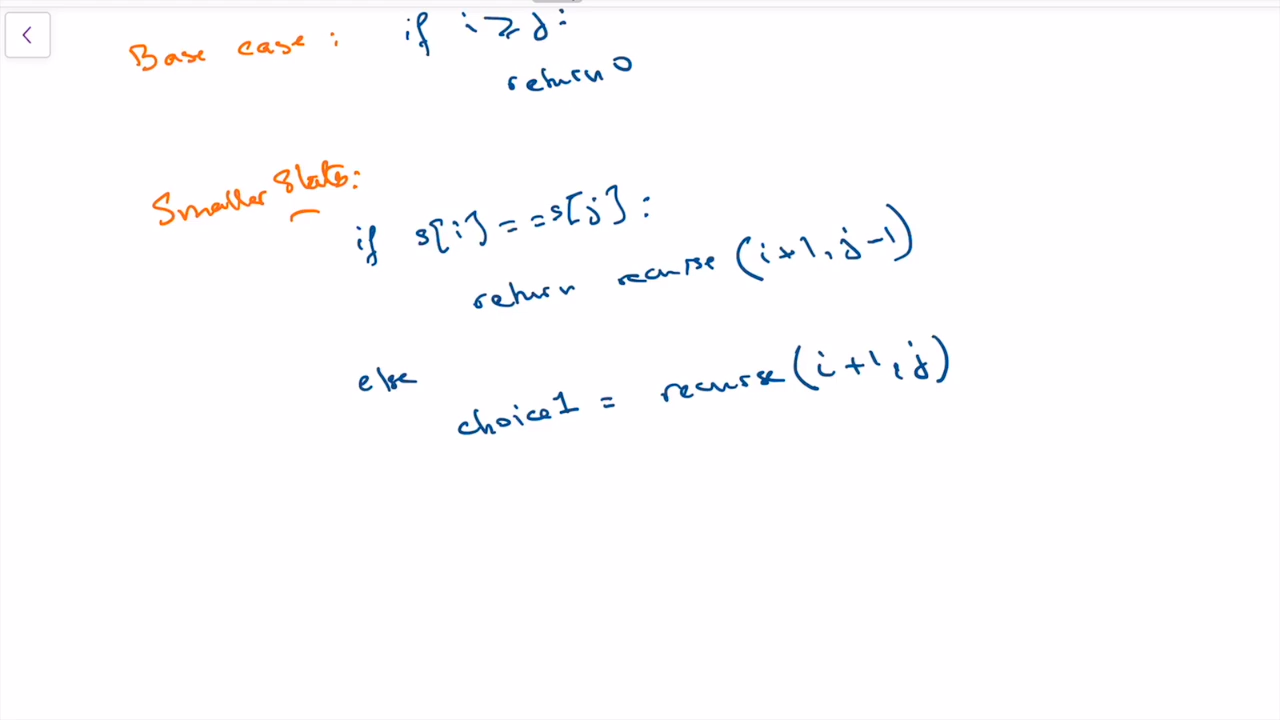 Base case : if i ≥ j :
return 0
Smaller State:
if s[i] = = s[j] :
return recurse (i+1, j-1)
else
choice1 = recurse (i+1, j)